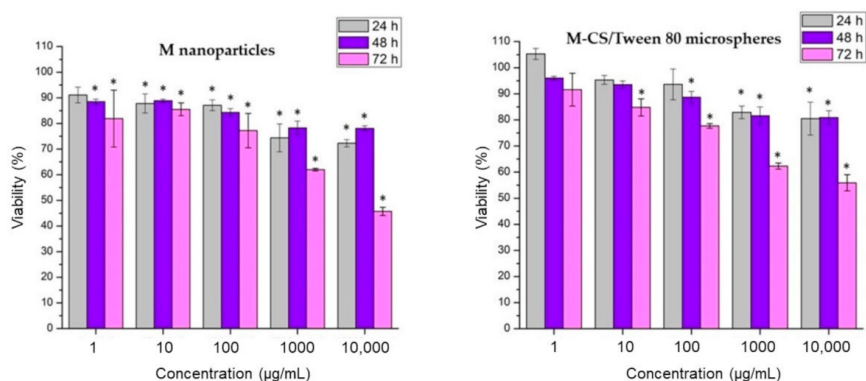 M nanoparticles
24 h
48 h
72 h
110
100
90
80
70
60
50
40
30
20
10
0
Viability (%)
* * * * * * * * * * * * *
1 10 100 1000 10,000
Concentration (µg/mL)
M-CS/Tween 80 microspheres
24 h
48 h
72 h
110
100
90
80
70
60
50
40
30
20
10
0
Viability (%)
* * * * * * * * *
1 10 100 1000 10,000
Concentration (µg/mL)